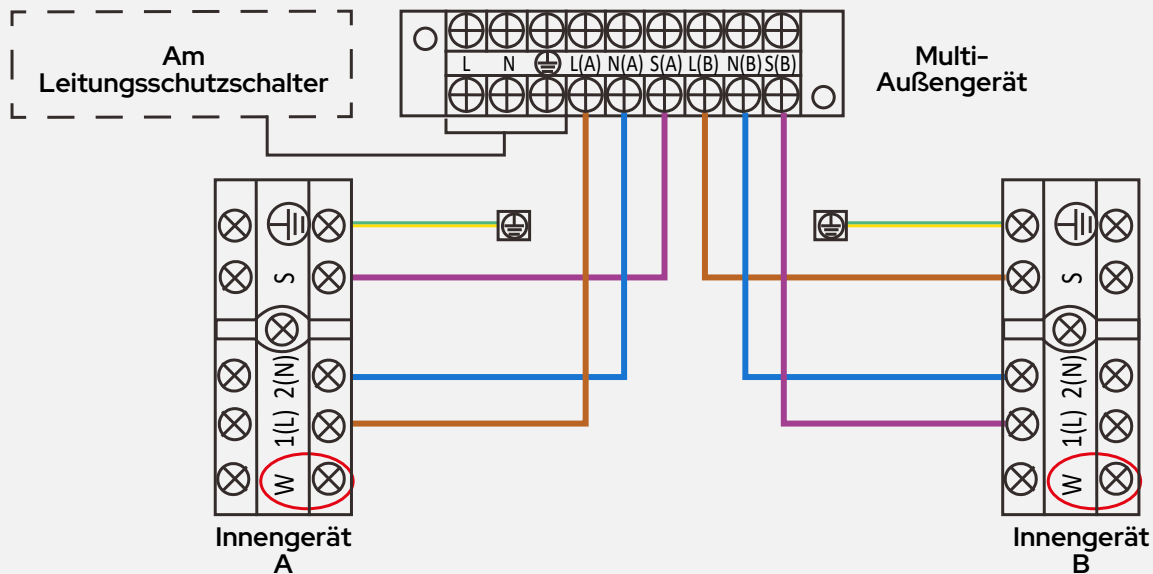 Am
Leitungsschutzschalter
L N L(A) N(A) S(A) L(B) N(B) S(B)
Multi-
Außengerät
S
2(N)
1(L)
W
Innengerät
A
S
2(N)
1(L)
W
Innengerät
B